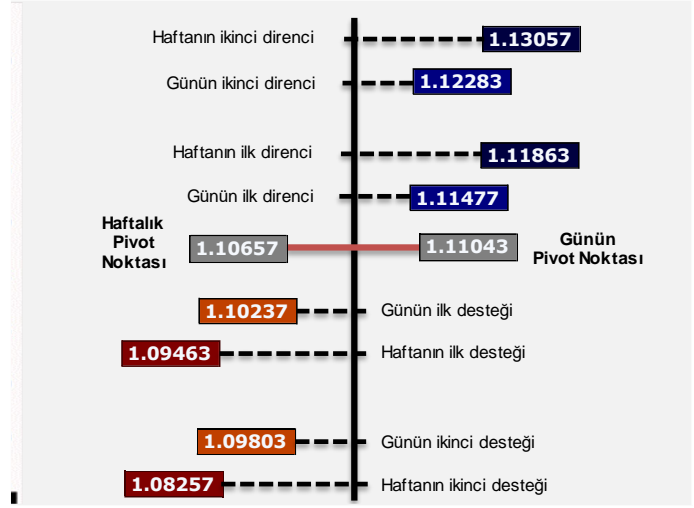 Haftanın ikinci direnci 1.13057
Günün ikinci direnci 1.12283
Haftanın ilk direnci 1.11863
Günün ilk direnci 1.11477
Haftalık
Pivot
Noktası
1.10657
1.11043
Günün
Pivot Noktası
1.10237 Günün ilk desteği
1.09463 Haftanın ilk desteği
1.09803 Günün ikinci desteği
1.08257 Haftanın ikinci desteği